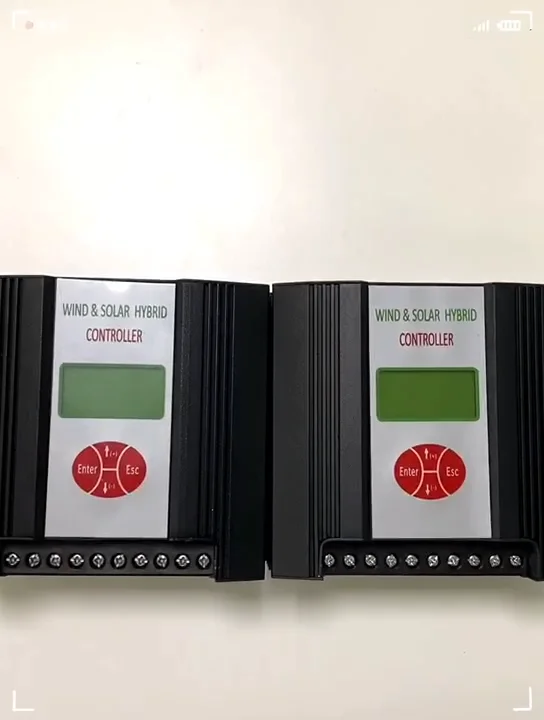 WIND & SOLAR HYBRID
CONTROLLER
↑(+)
Enter
Esc
↓(-)
WIND & SOLAR HYBRID
CONTROLLER
↑(+)
Enter
Esc
↓(-)